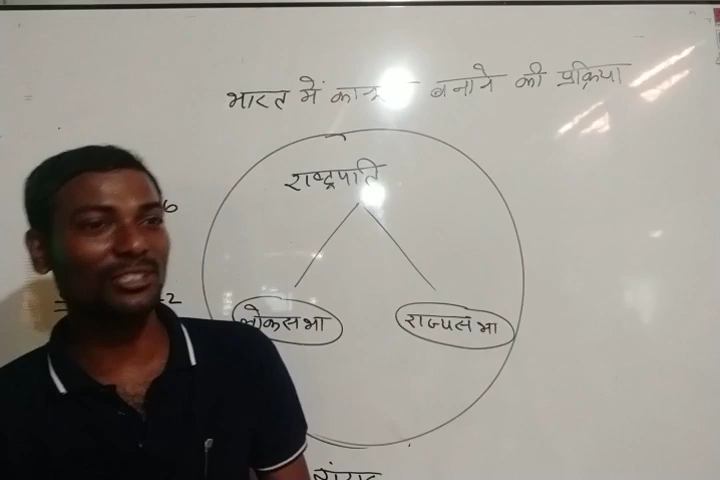 भारत में बनाने की प्रक्रिया
राष्ट्रपति
लोकसभा राज्यसभा